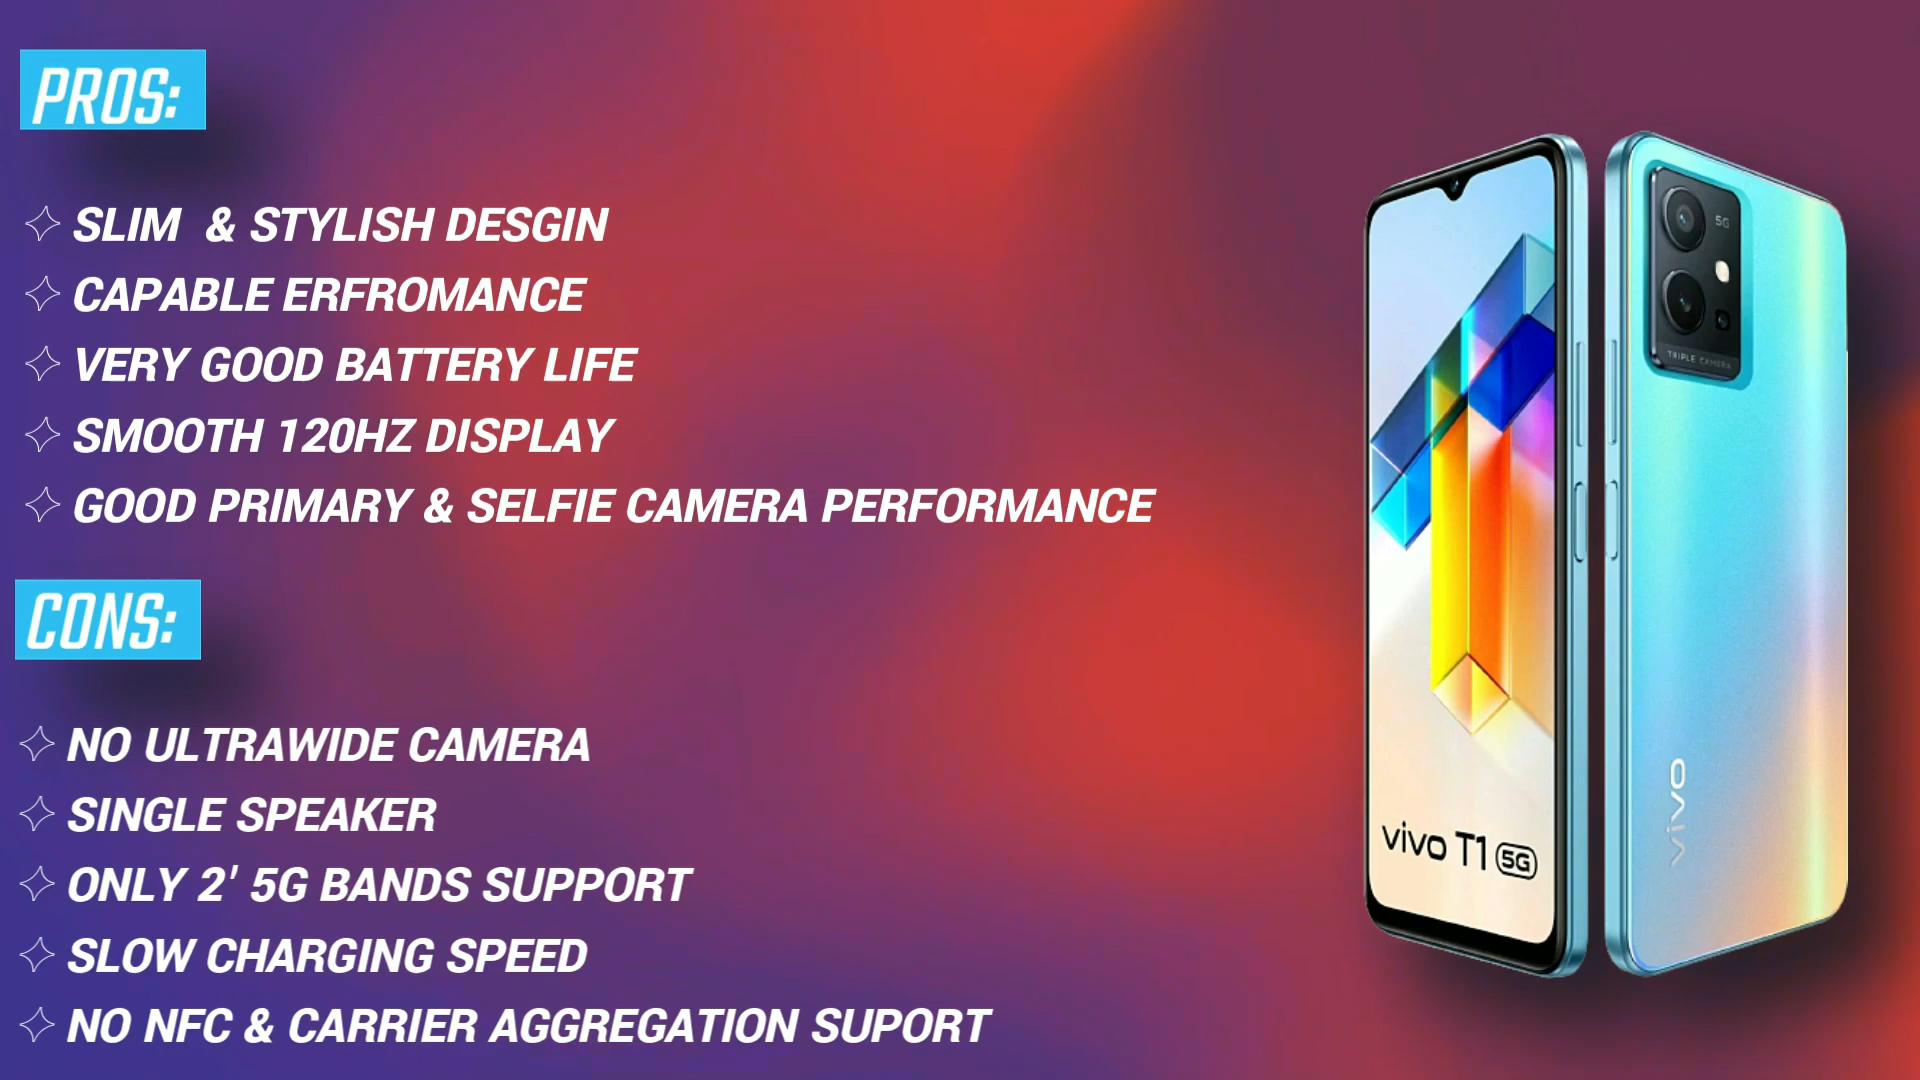 PROS:
SLIM & STYLISH DESGIN
CAPABLE ERFROMANCE
VERY GOOD BATTERY LIFE
SMOOTH 120HZ DISPLAY
GOOD PRIMARY & SELFIE CAMERA PERFORMANCE
CONS:
NO ULTRAWIDE CAMERA
SINGLE SPEAKER
ONLY 2' 5G BANDS SUPPORT
SLOW CHARGING SPEED
NO NFC & CARRIER AGGREGATION SUPORT
vivo T1 5G
5G
TRIPLE CAMERA
vivo